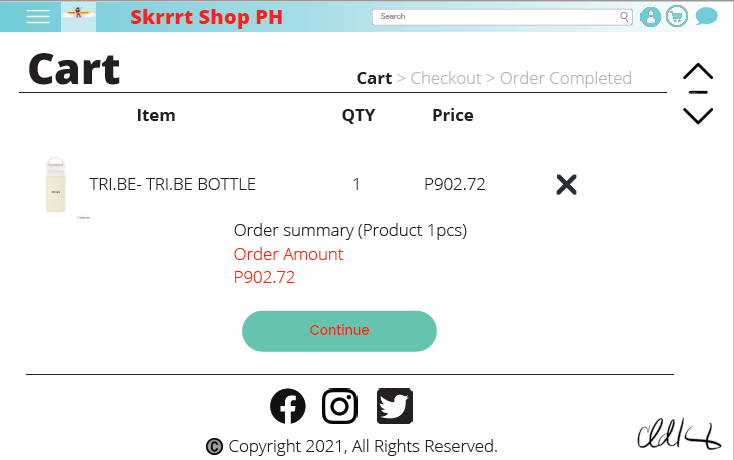 Skrrrt Shop PH
Search
Cart
Cart > Checkout > Order Completed
Item QTY Price
TRI.BE- TRI.BE BOTTLE 1 P902.72
Order summary (Product 1pcs)
Order Amount
P902.72
Continue
© Copyright 2021, All Rights Reserved.